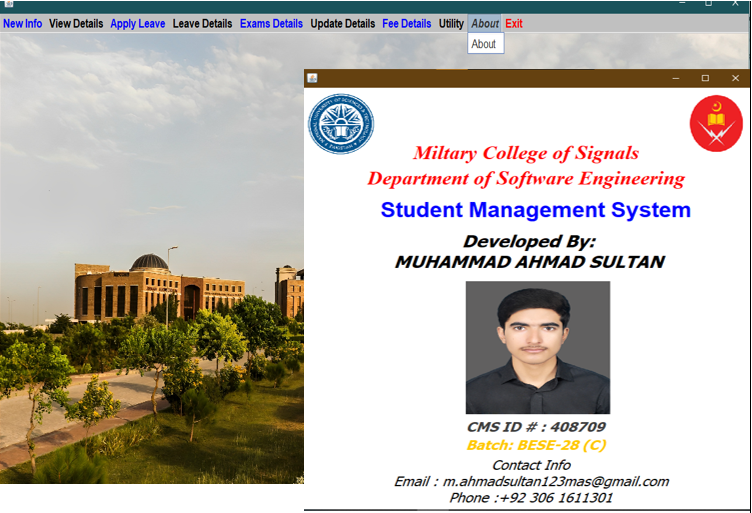 New Info View Details Apply Leave Leave Details Exams Details Update Details Fee Details Utility About Exit
About
Miltary College of Signals
Department of Software Engineering
Student Management System
Developed By:
MUHAMMAD AHMAD SULTAN
CMS ID # : 408709
Batch: BESE-28 (C)
Contact Info
Email : m.ahmadsultan123mas@gmail.com
Phone :+92 306 1611301